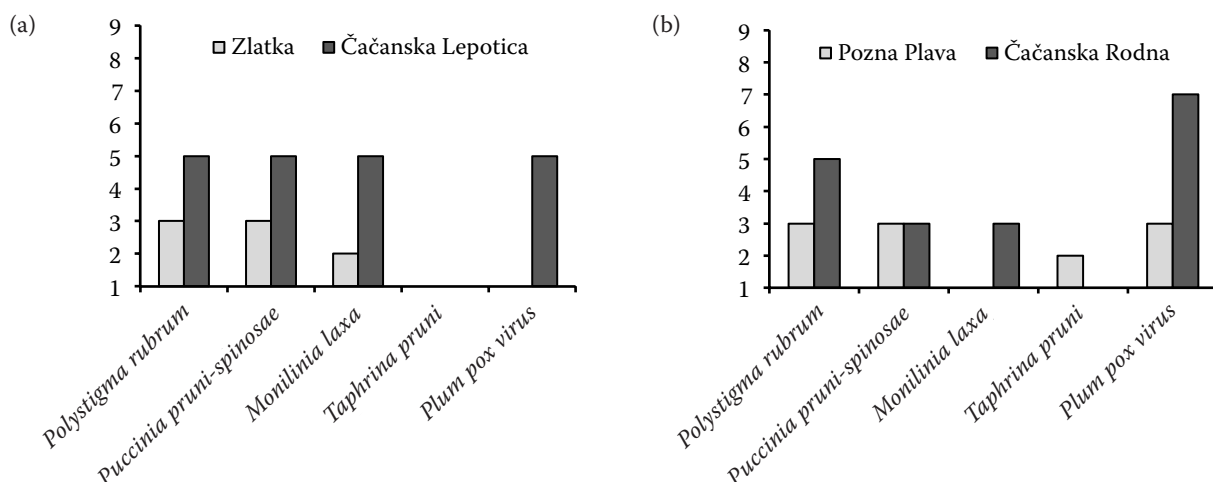 (a)
Zlatka
Čačanska Lepotica
9
8
7
6
5
4
3
2
1
Polystigma rubrum
Puccinia pruni-spinosae
Monilinia laxa
Taphrina pruni
Plum pox virus
(b)
Pozna Plava
Čačanska Rodna
9
8
7
6
5
4
3
2
1
Polystigma rubrum
Puccinia pruni-spinosae
Monilinia laxa
Taphrina pruni
Plum pox virus